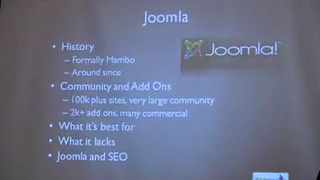 Joomla
• History
– Formally Mambo
– Around since
Joomla!™
• Community and Add Ons
– 100k plus sites, very large community
– 2k+ add ons, many commercial
• What it's best for
• What it lacks
• Joomla and SEO